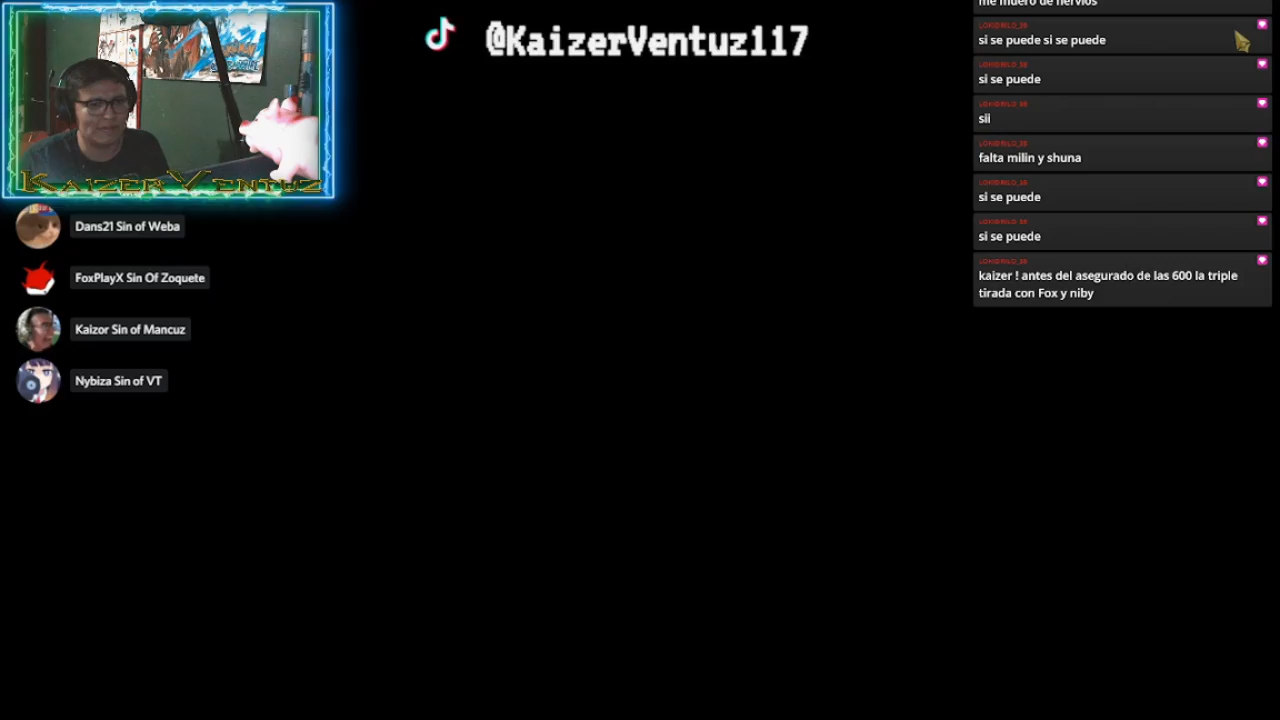 @KaizerVentuz117
KaizerVentuz
Dans21 Sin of Weba
FoxPlayX Sin Of Zoquete
Kaizor Sin of Mancuz
Nybiza Sin of VT
me muero de nervios
si se puede si se puede
si se puede
sii
falta milin y shuna
si se puede
si se puede
kaizer ! antes del asegurado de las 600 la triple
tirada con Fox y niby